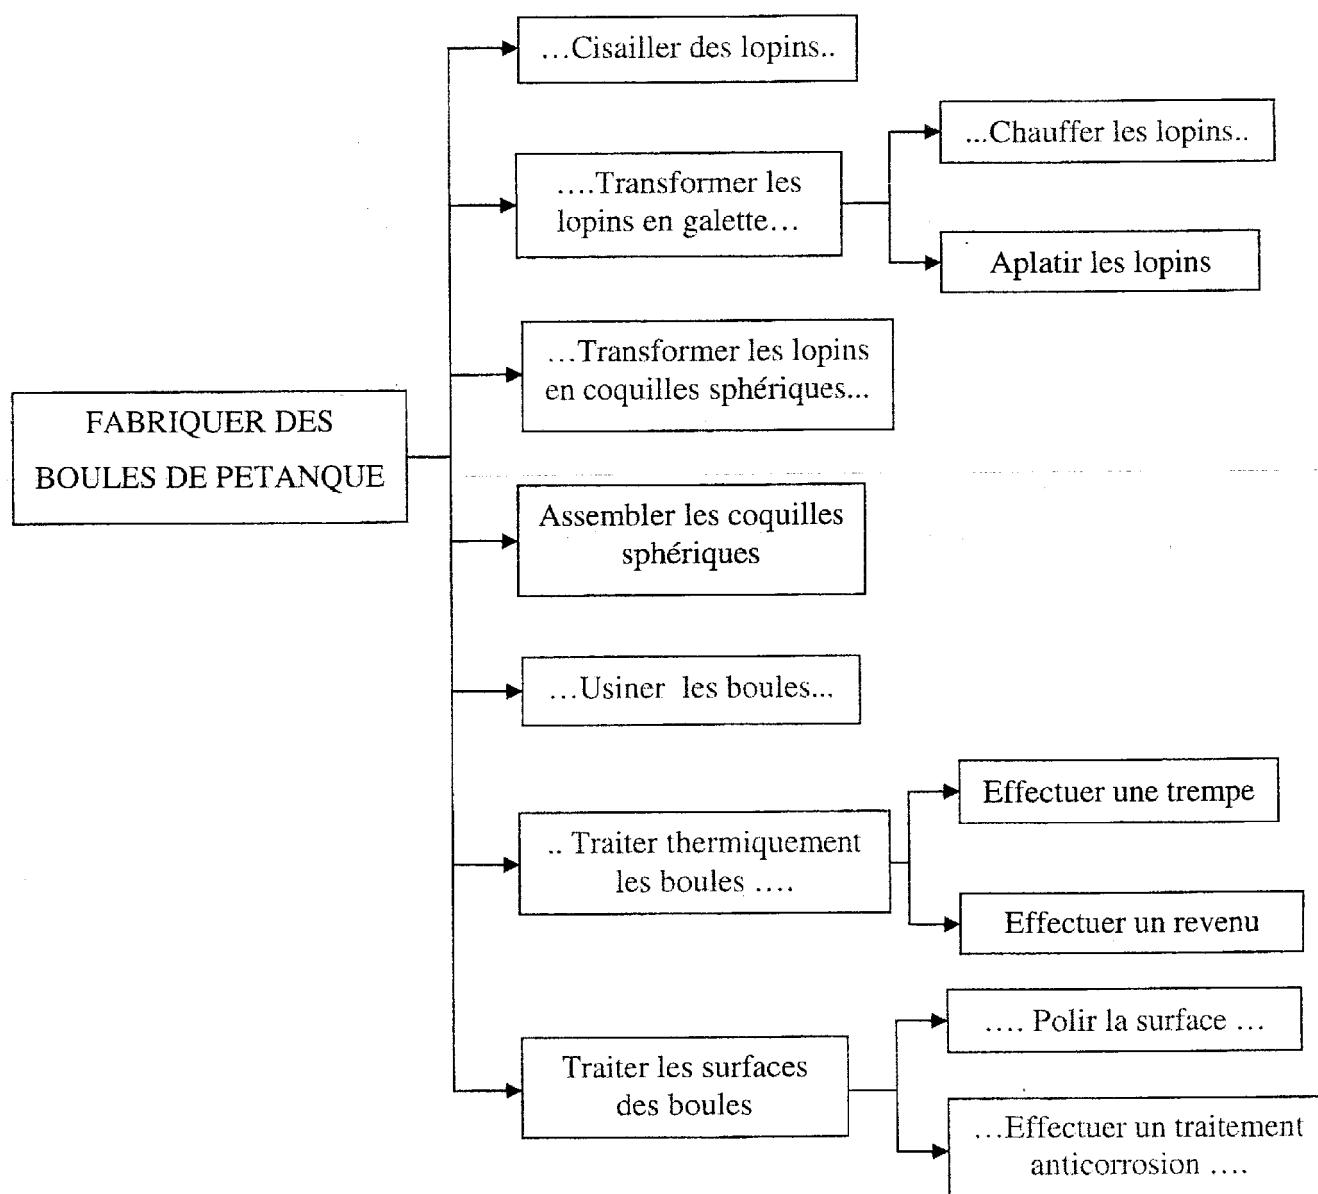 …Cisailler des lopins..
...Chauffer les lopins..
….Transformer les
lopins en galette…
Aplatir les lopins
…Transformer les lopins
en coquilles sphériques...
FABRIQUER DES
BOULES DE PETANQUE
Assembler les coquilles
sphériques
…Usiner les boules...
Effectuer une trempe
.. Traiter thermiquement
les boules ….
Effectuer un revenu
…. Polir la surface …
Traiter les surfaces
des boules
…Effectuer un traitement
anticorrosion ….